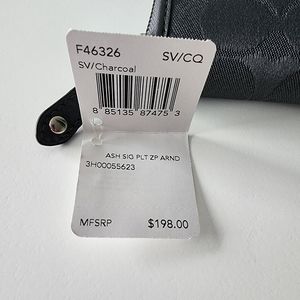 F46326 SV/CQ
SV/Charcoal
8 85135 87475 3
ASH SIG PLT ZP ARND
3H00055623
MFSRP $198.00